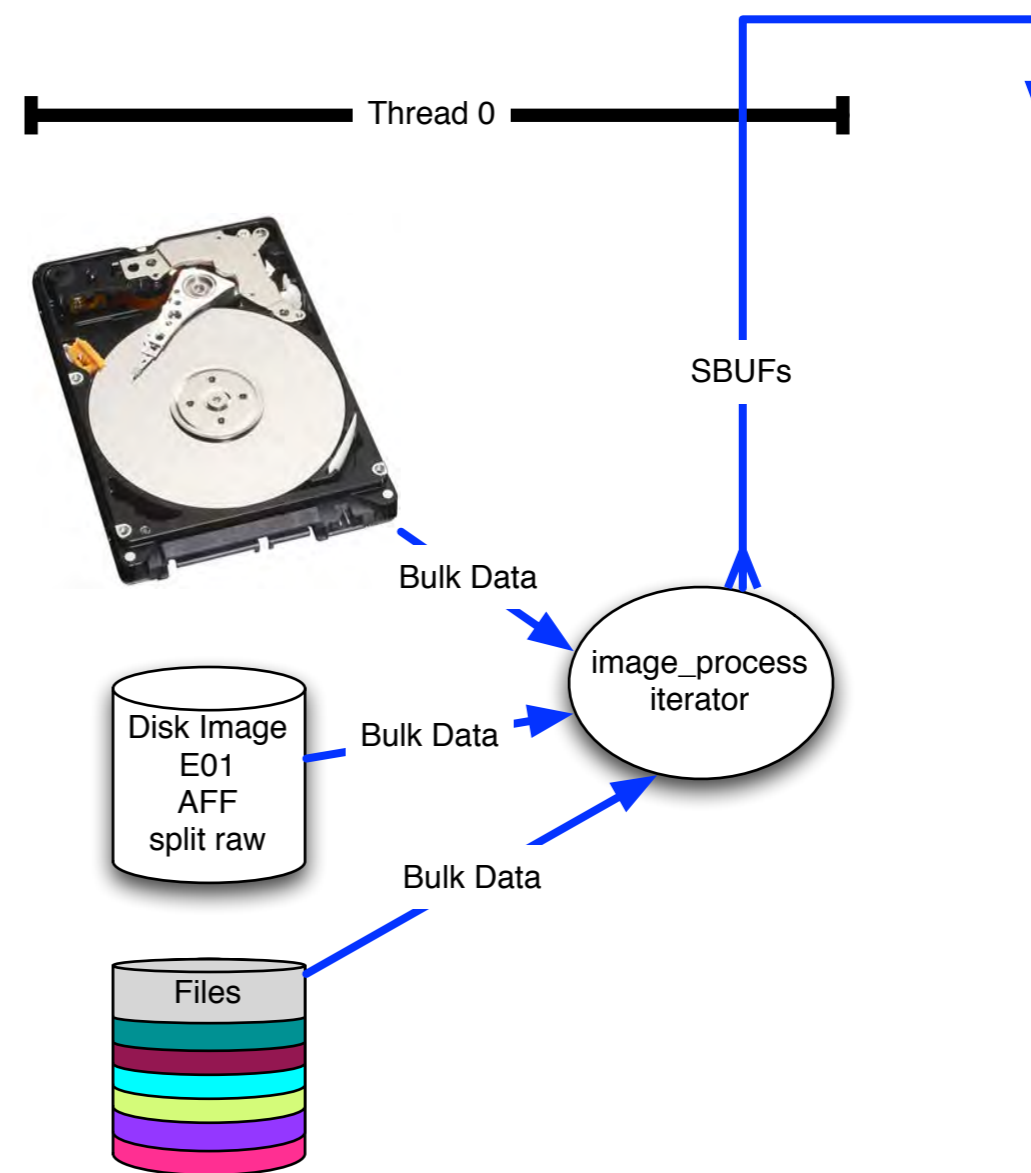 Thread 0
SBUFs
Bulk Data
image_process
iterator
Disk Image
E01
AFF
split raw
Bulk Data
Bulk Data
Files